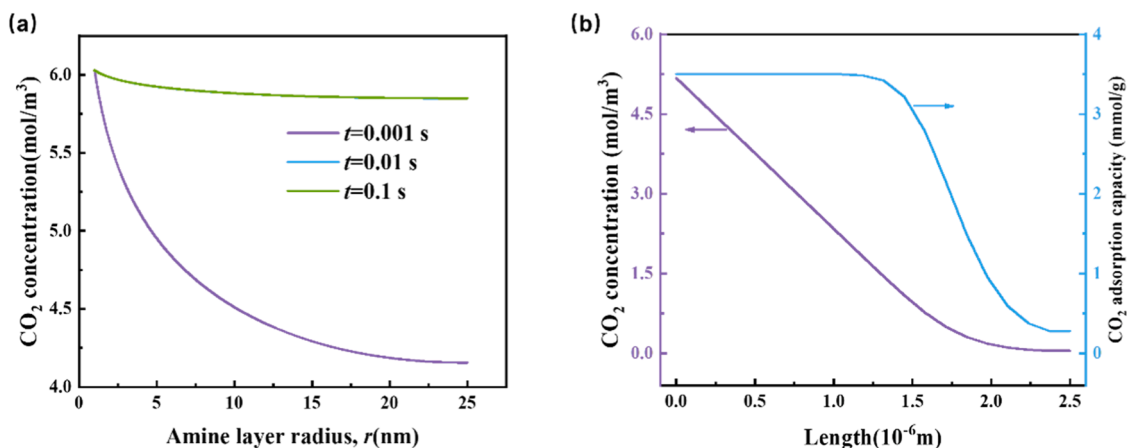 (a)
CO₂ concentration(mol/m³)
6.0
5.5
5.0
4.5
4.0
t=0.001 s
t=0.01 s
t=0.1 s
0 5 10 15 20 25
Amine layer radius, r(nm)
(b)
CO₂ concentration (mol/m³)
6.0
4.5
3.0
1.5
0.0
4
3
2
1
0
CO₂ adsorption capacity (mmol/g)
0.0 0.5 1.0 1.5 2.0 2.5
Length(10⁻⁶m)